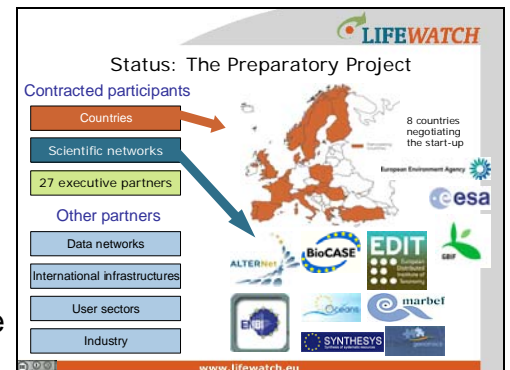 LIFEWATCH
Status: The Preparatory Project
Contracted participants
Countries
Scientific networks
27 executive partners
Other partners
Data networks
International infrastructures
User sectors
Industry
8 countries
negotiating
the start-up
European Environment Agency
esa
GBIF
ALTERNet
BioCASE
EDIT
European
Distributed
Institute of
Taxonomy
Oceans
marbef
SYNTHESYS
e
www.lifewatch.eu